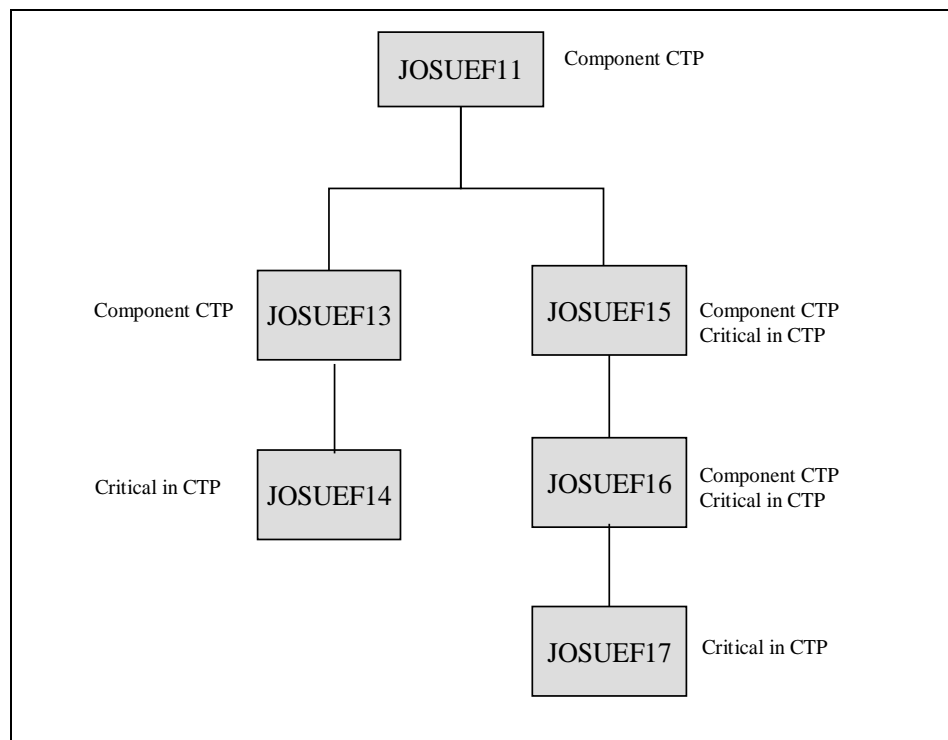 JOSUEF11
Component CTP
Component CTP
JOSUEF13
JOSUEF15
Component CTP
Critical in CTP
Critical in CTP
JOSUEF14
JOSUEF16
Component CTP
Critical in CTP
JOSUEF17
Critical in CTP